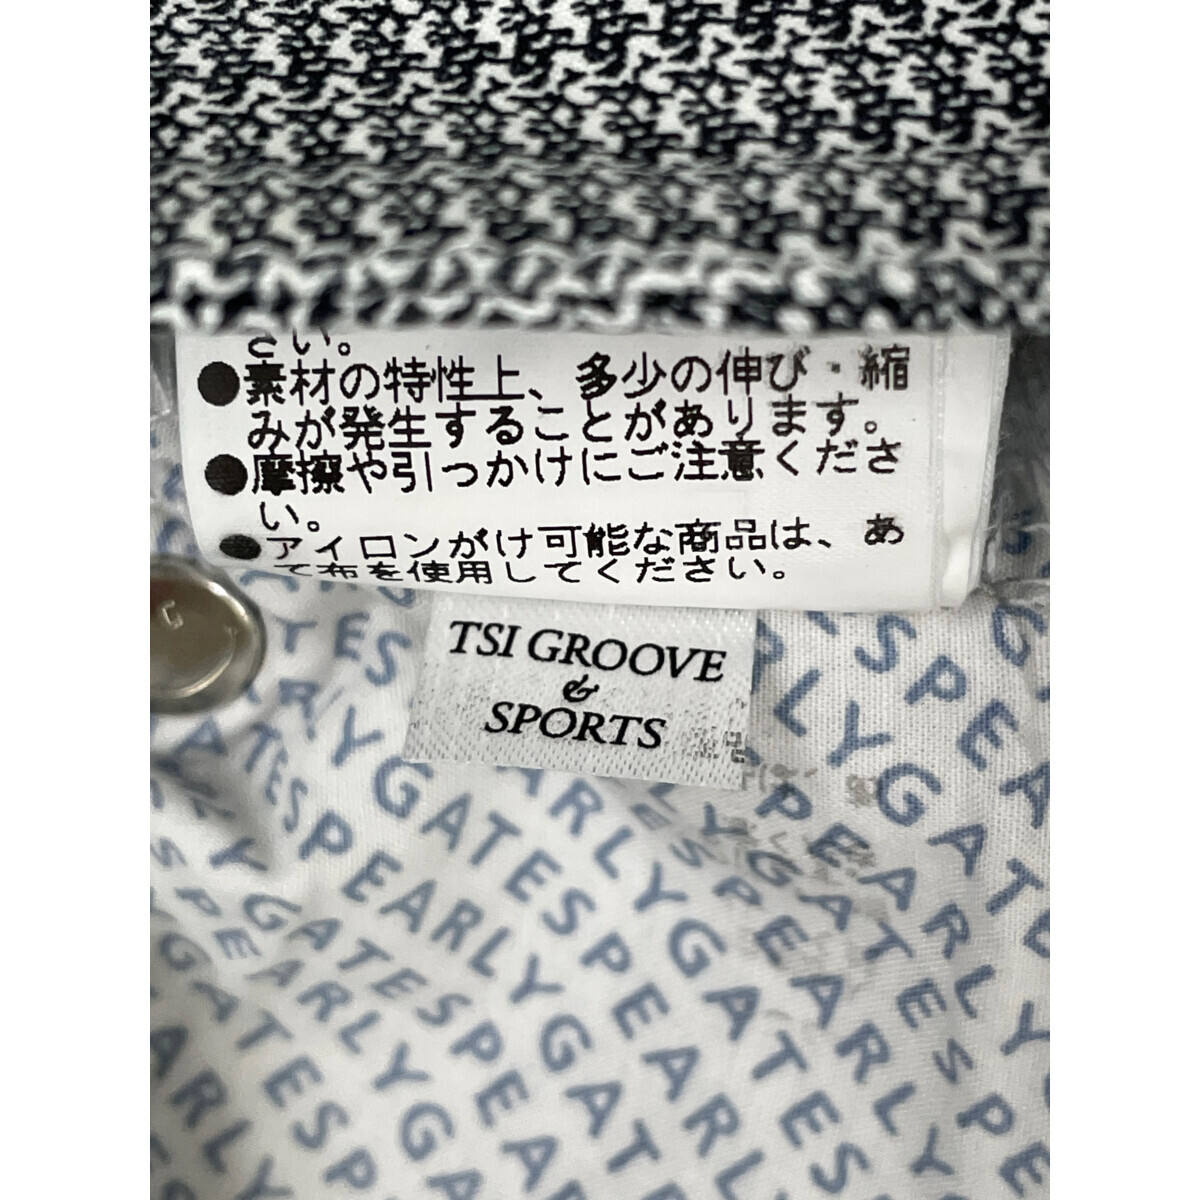 さい。
●素材の特性上、多少の伸び・縮
みが発生することがあります。
●摩擦や引っかけにご注意くださ
い。
●アイロンがけ可能な商品は、あ
て布を使用してください。
TSI GROOVE
&
SPORTS
PEARLYGATES
PEARLYGATES
PEARLYGATES